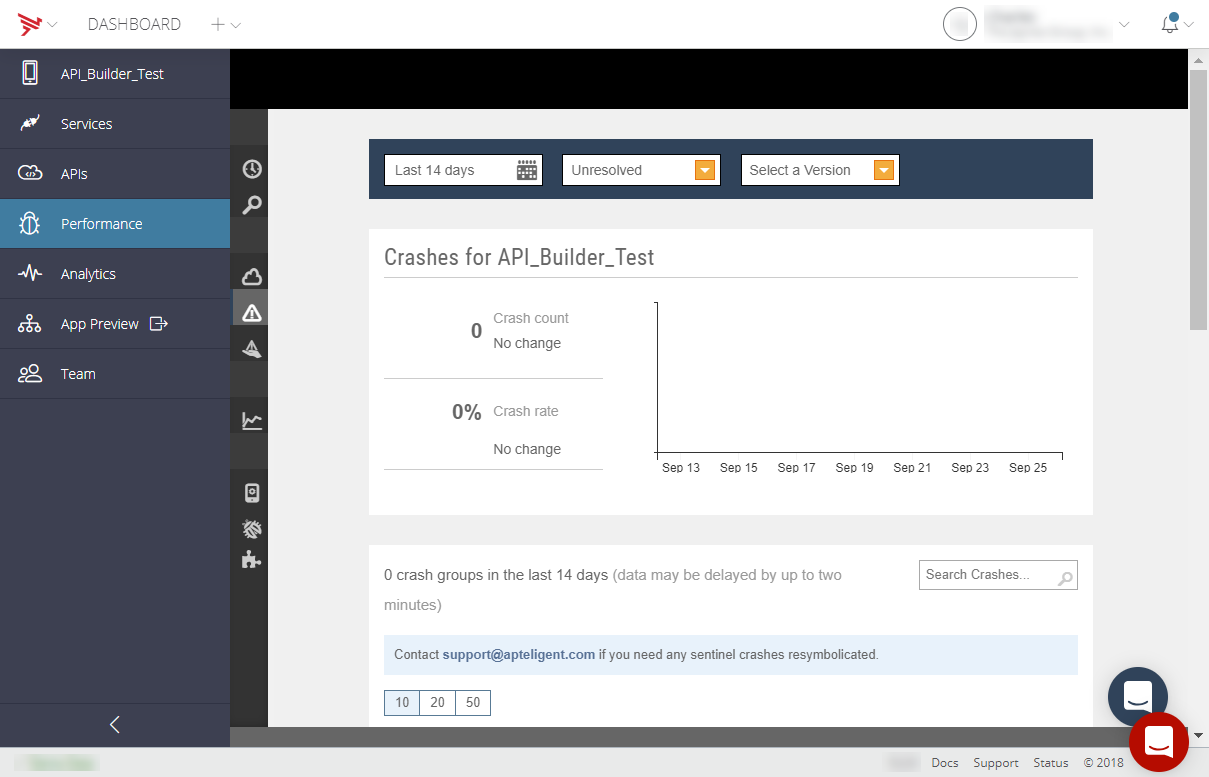 DASHBOARD
API_Builder_Test
Services
APIs
Performance
Analytics
App Preview
Team
Last 14 days
Unresolved
Select a Version
Crashes for API_Builder_Test
0
Crash count
No change
0%
Crash rate
No change
Sep 13 Sep 15 Sep 17 Sep 19 Sep 21 Sep 23 Sep 25
0 crash groups in the last 14 days (data may be delayed by up to two
minutes)
Search Crashes...
Contact support@apteligent.com if you need any sentinel crashes resymbolicated.
10 20 50
Docs Support Status © 2018